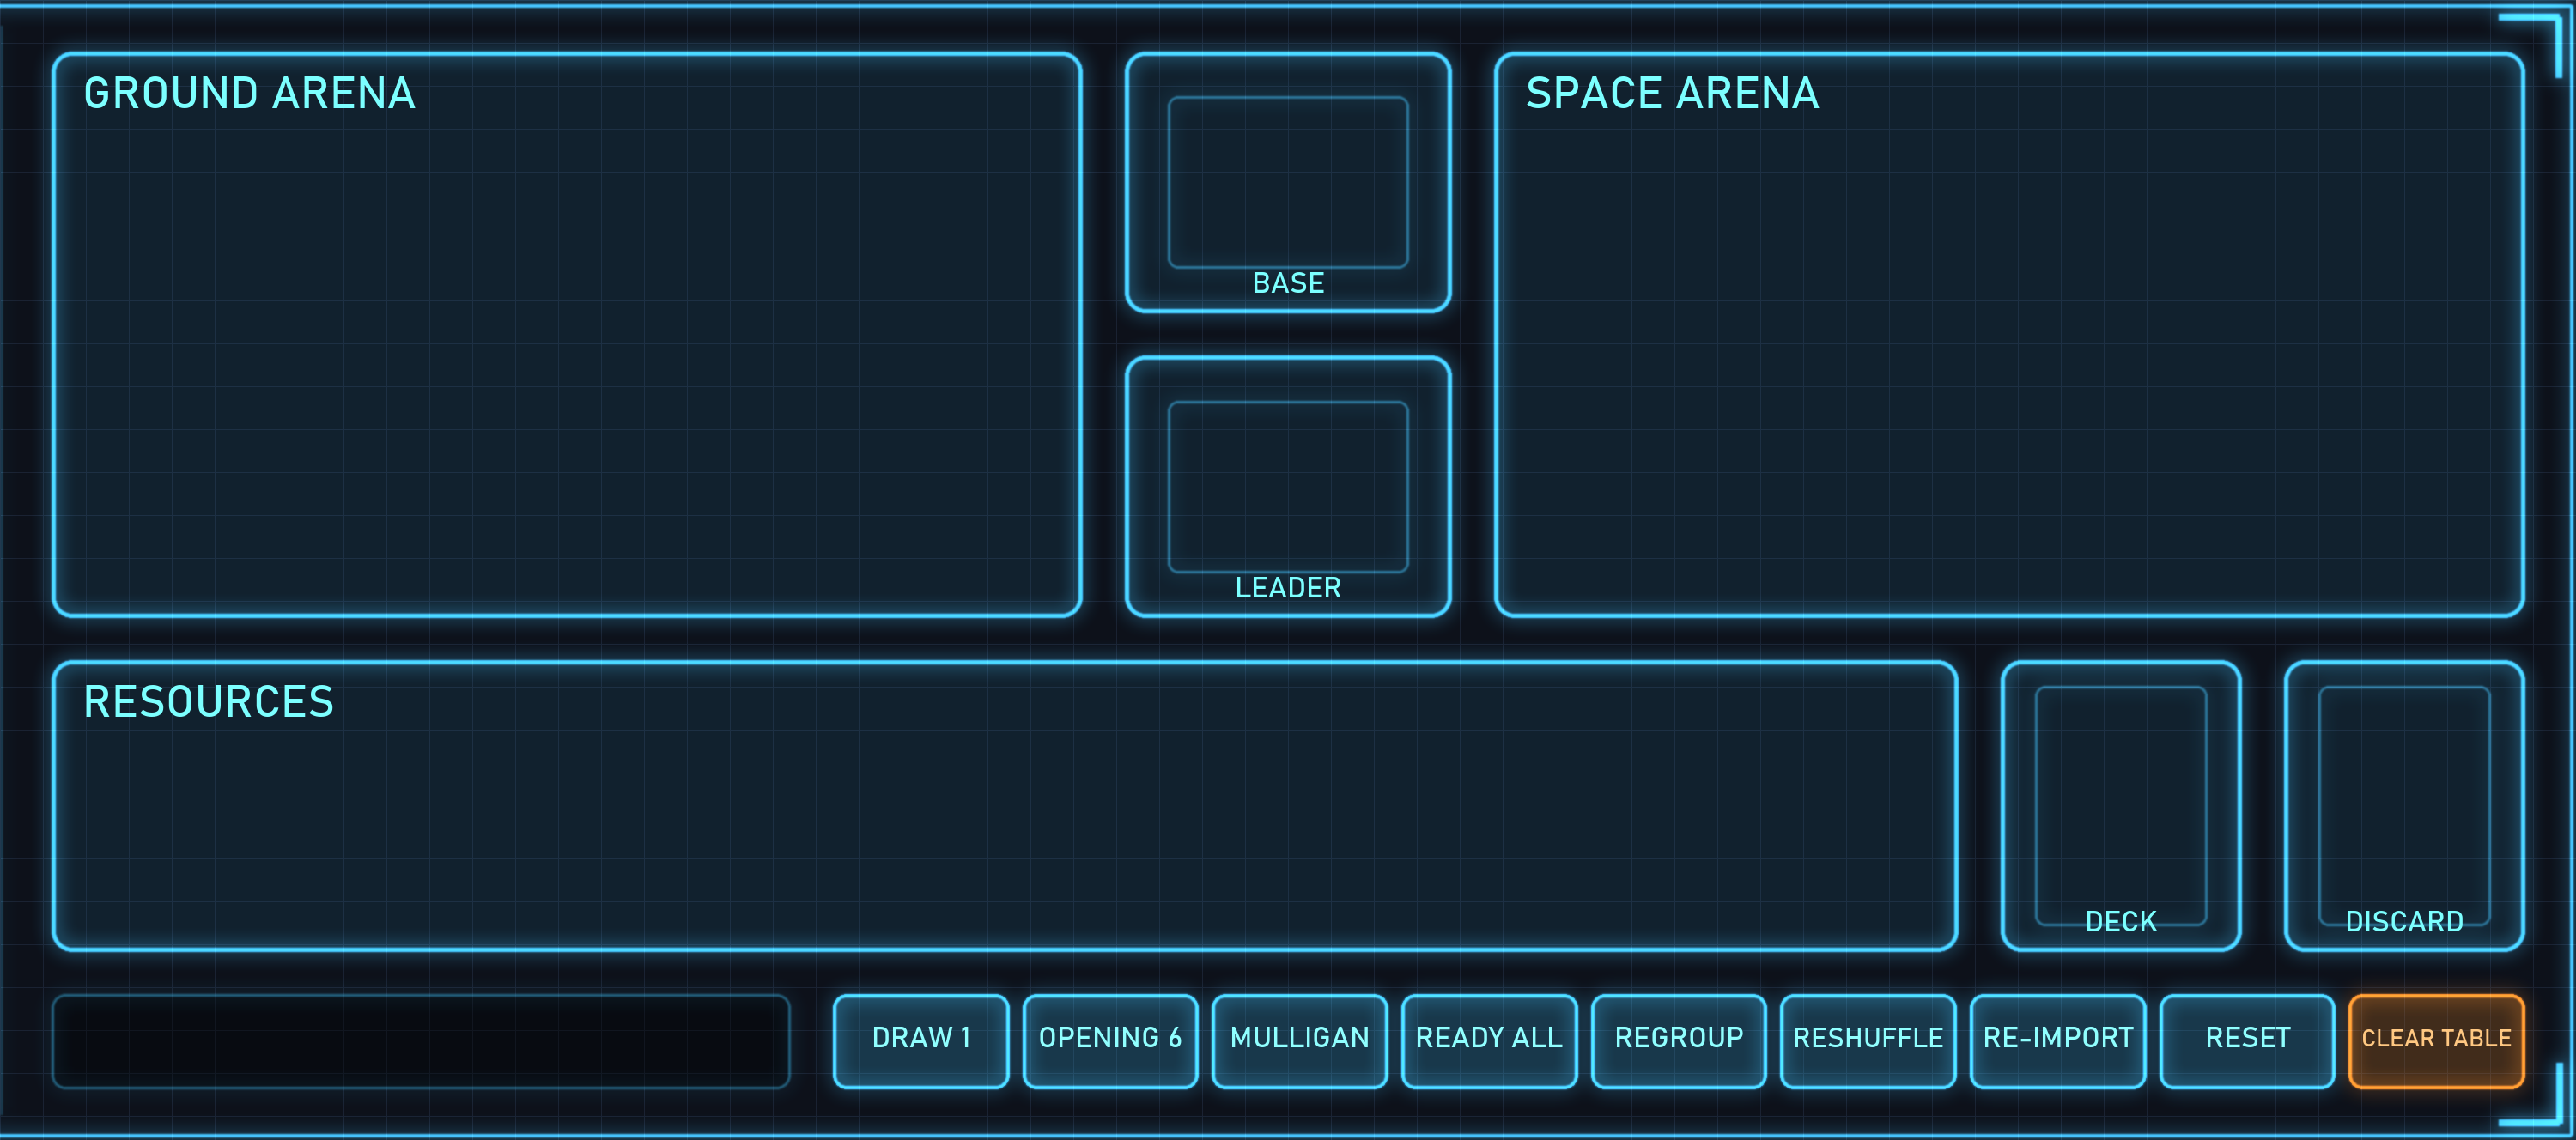 GROUND ARENA
BASE
SPACE ARENA
LEADER
RESOURCES
DECK
DISCARD
DRAW 1
OPENING 6
MULLIGAN
READY ALL
REGROUP
RESHUFFLE
RE-IMPORT
RESET
CLEAR TABLE